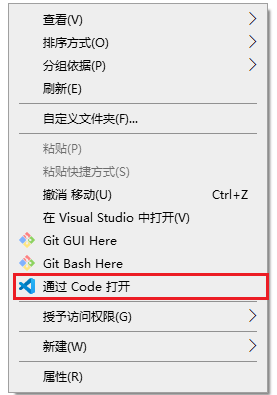 查看(V)
排序方式(O)
分组依据(P)
刷新(E)
自定义文件夹(F)...
粘贴(P)
粘贴快捷方式(S)
撤消 移动(U) Ctrl+Z
在 Visual Studio 中打开(V)
Git GUI Here
Git Bash Here
通过 Code 打开
授予访问权限(G)
新建(W)
属性(R)